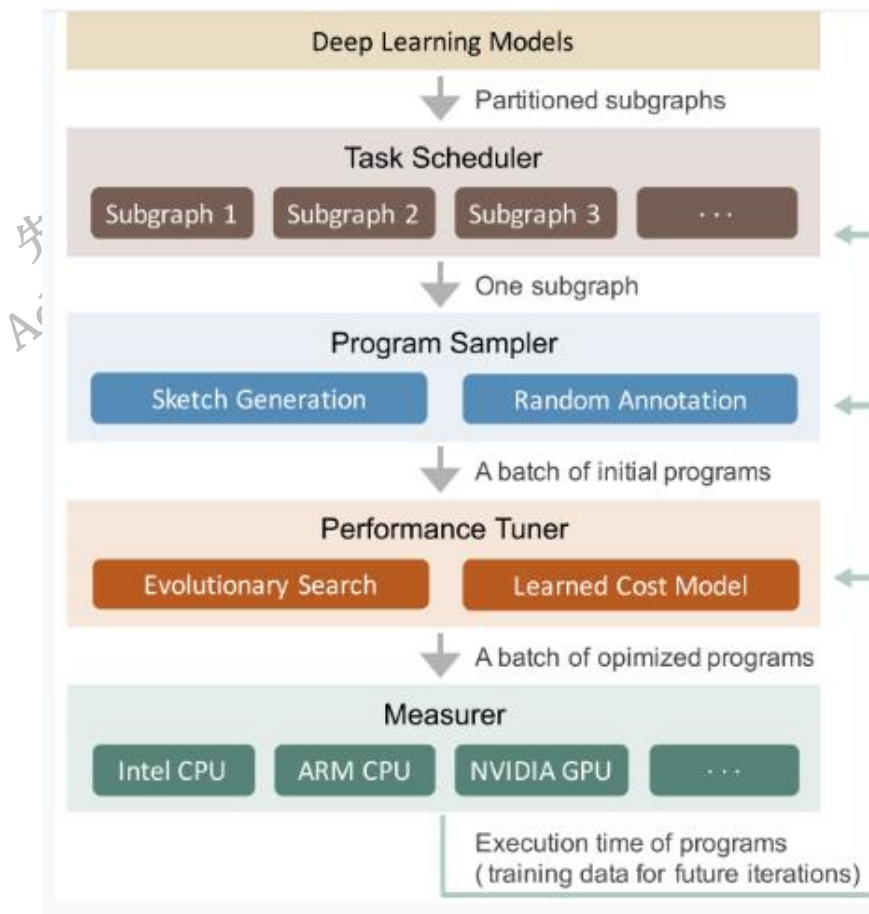 Deep Learning Models
Partitioned subgraphs
Task Scheduler
Subgraph 1 Subgraph 2 Subgraph 3 ...
One subgraph
Program Sampler
Sketch Generation Random Annotation
A batch of initial programs
Performance Tuner
Evolutionary Search Learned Cost Model
A batch of opimized programs
Measurer
Intel CPU ARM CPU NVIDIA GPU ...
Execution time of programs
(training data for future iterations)